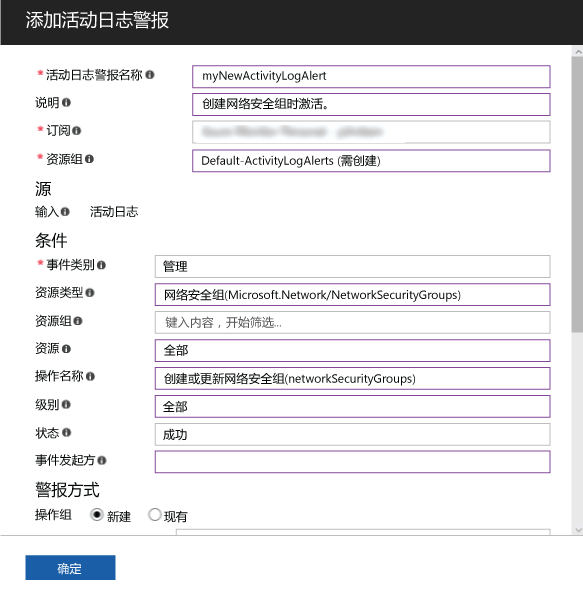 添加活动日志警报
* 活动日志警报名称 myNewActivityLogAlert
说明 创建网络安全组时激活。
* 订阅
* 资源组 Default-ActivityLogAlerts (需创建)
源
输入 活动日志
条件
* 事件类别 管理
资源类型 网络安全组(Microsoft.Network/NetworkSecurityGroups)
资源组 键入内容，开始筛选...
资源 全部
操作名称 创建或更新网络安全组(networkSecurityGroups)
级别 全部
状态 成功
事件发起方
警报方式
操作组 新建 现有
确定